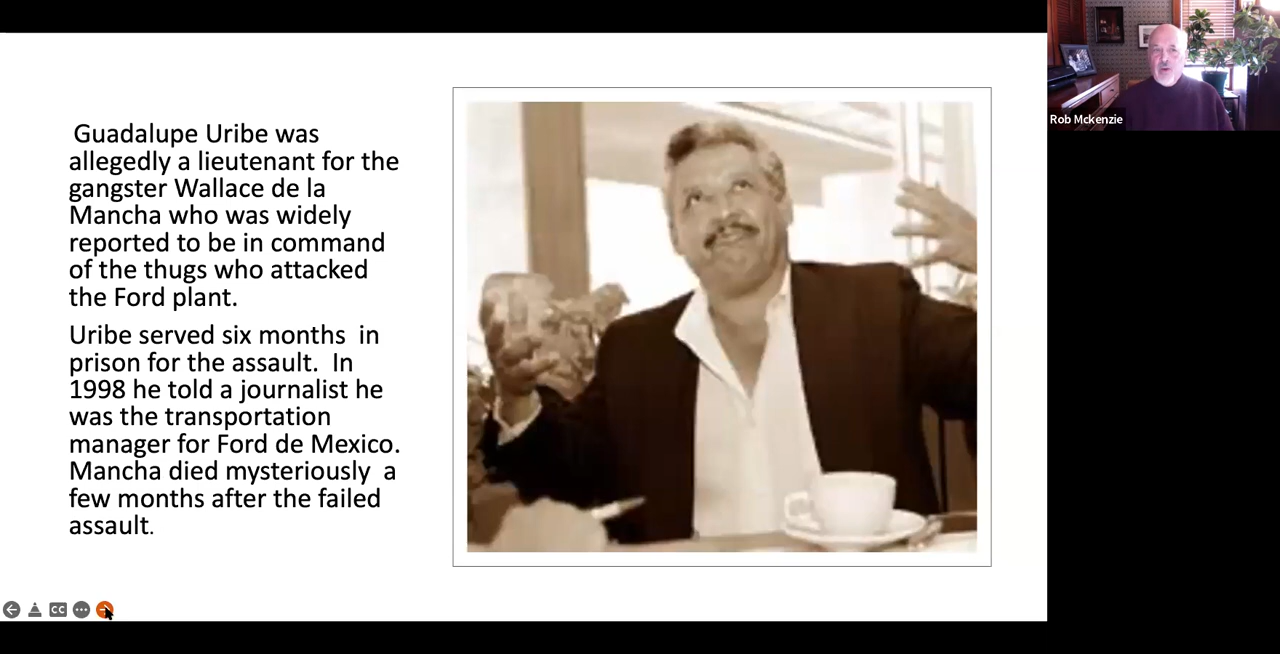 Guadalupe Uribe was
allegedly a lieutenant for the
gangster Wallace de la
Mancha who was widely
reported to be in command
of the thugs who attacked
the Ford plant.
Uribe served six months in
prison for the assault. In
1998 he told a journalist he
was the transportation
manager for Ford de Mexico.
Mancha died mysteriously a
few months after the failed
assault.
Rob Mckenzie
CC